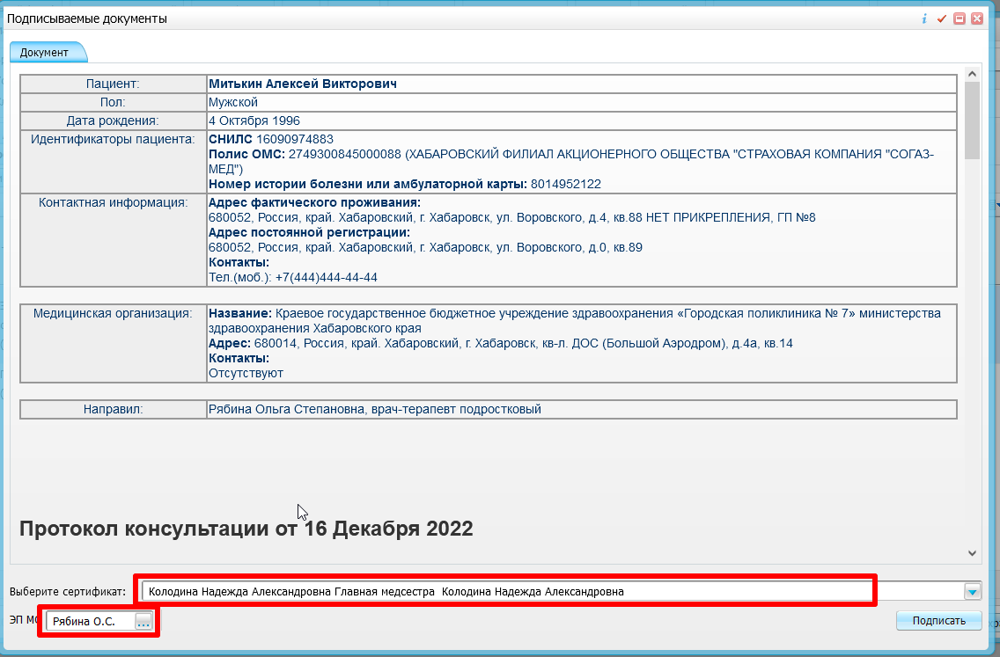 Подписываемые документы
Документ
Пациент: Митькин Алексей Викторович
Пол: Мужской
Дата рождения: 4 Октября 1996
Идентификаторы пациента: СНИЛС 16090974883
Полис ОМС: 2749300845000088 (ХАБАРОВСКИЙ ФИЛИАЛ АКЦИОНЕРНОГО ОБЩЕСТВА "СТРАХОВАЯ КОМПАНИЯ "СОГАЗ-
МЕД")
Номер истории болезни или амбулаторной карты: 8014952122
Контактная информация: Адрес фактического проживания:
680052, Россия, край. Хабаровский, г. Хабаровск, ул. Воровского, д.4, кв.88 НЕТ ПРИКРЕПЛЕНИЯ, ГП №8
Адрес постоянной регистрации:
680052, Россия, край. Хабаровский, г. Хабаровск, ул. Воровского, д.0, кв.89
Контакты:
Тел.(моб.): +7(444)444-44-44
Медицинская организация: Название: Краевое государственное бюджетное учреждение здравоохранения «Городская поликлиника № 7» министерства
здравоохранения Хабаровского края
Адрес: 680014, Россия, край. Хабаровский, г. Хабаровск, кв-л. ДОС (Большой Аэродром), д.4а, кв.14
Контакты:
Отсутствуют
Направил: Рябина Ольга Степановна, врач-терапевт подростковый
Протокол консультации от 16 Декабря 2022
Выберите сертификат: Колодина Надежда Александровна Главная медсестра Колодина Надежда Александровна
ЭП Рябина О.С. ... Подписать